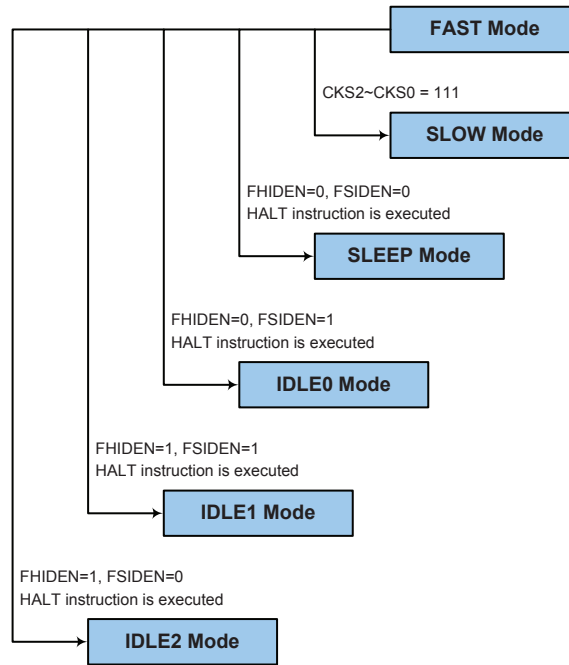 FAST Mode
CKS2~CKS0 = 111
SLOW Mode
FHIDEN=0, FSIDEN=0
HALT instruction is executed
SLEEP Mode
FHIDEN=0, FSIDEN=1
HALT instruction is executed
IDLE0 Mode
FHIDEN=1, FSIDEN=1
HALT instruction is executed
IDLE1 Mode
FHIDEN=1, FSIDEN=0
HALT instruction is executed
IDLE2 Mode